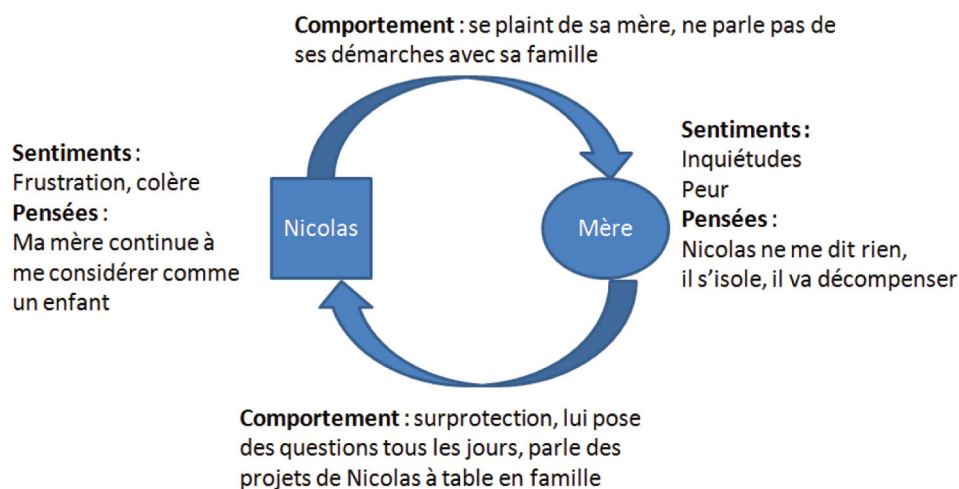 Comportement : se plaint de sa mère, ne parle pas de
ses démarches avec sa famille
Sentiments :
Frustration, colère
Pensées :
Ma mère continue à
me considérer comme
un enfant
Nicolas
Mère
Sentiments :
Inquiétudes
Peur
Pensées :
Nicolas ne me dit rien,
il s’isole, il va décompenser
Comportement : surprotection, lui pose
des questions tous les jours, parle des
projets de Nicolas à table en famille